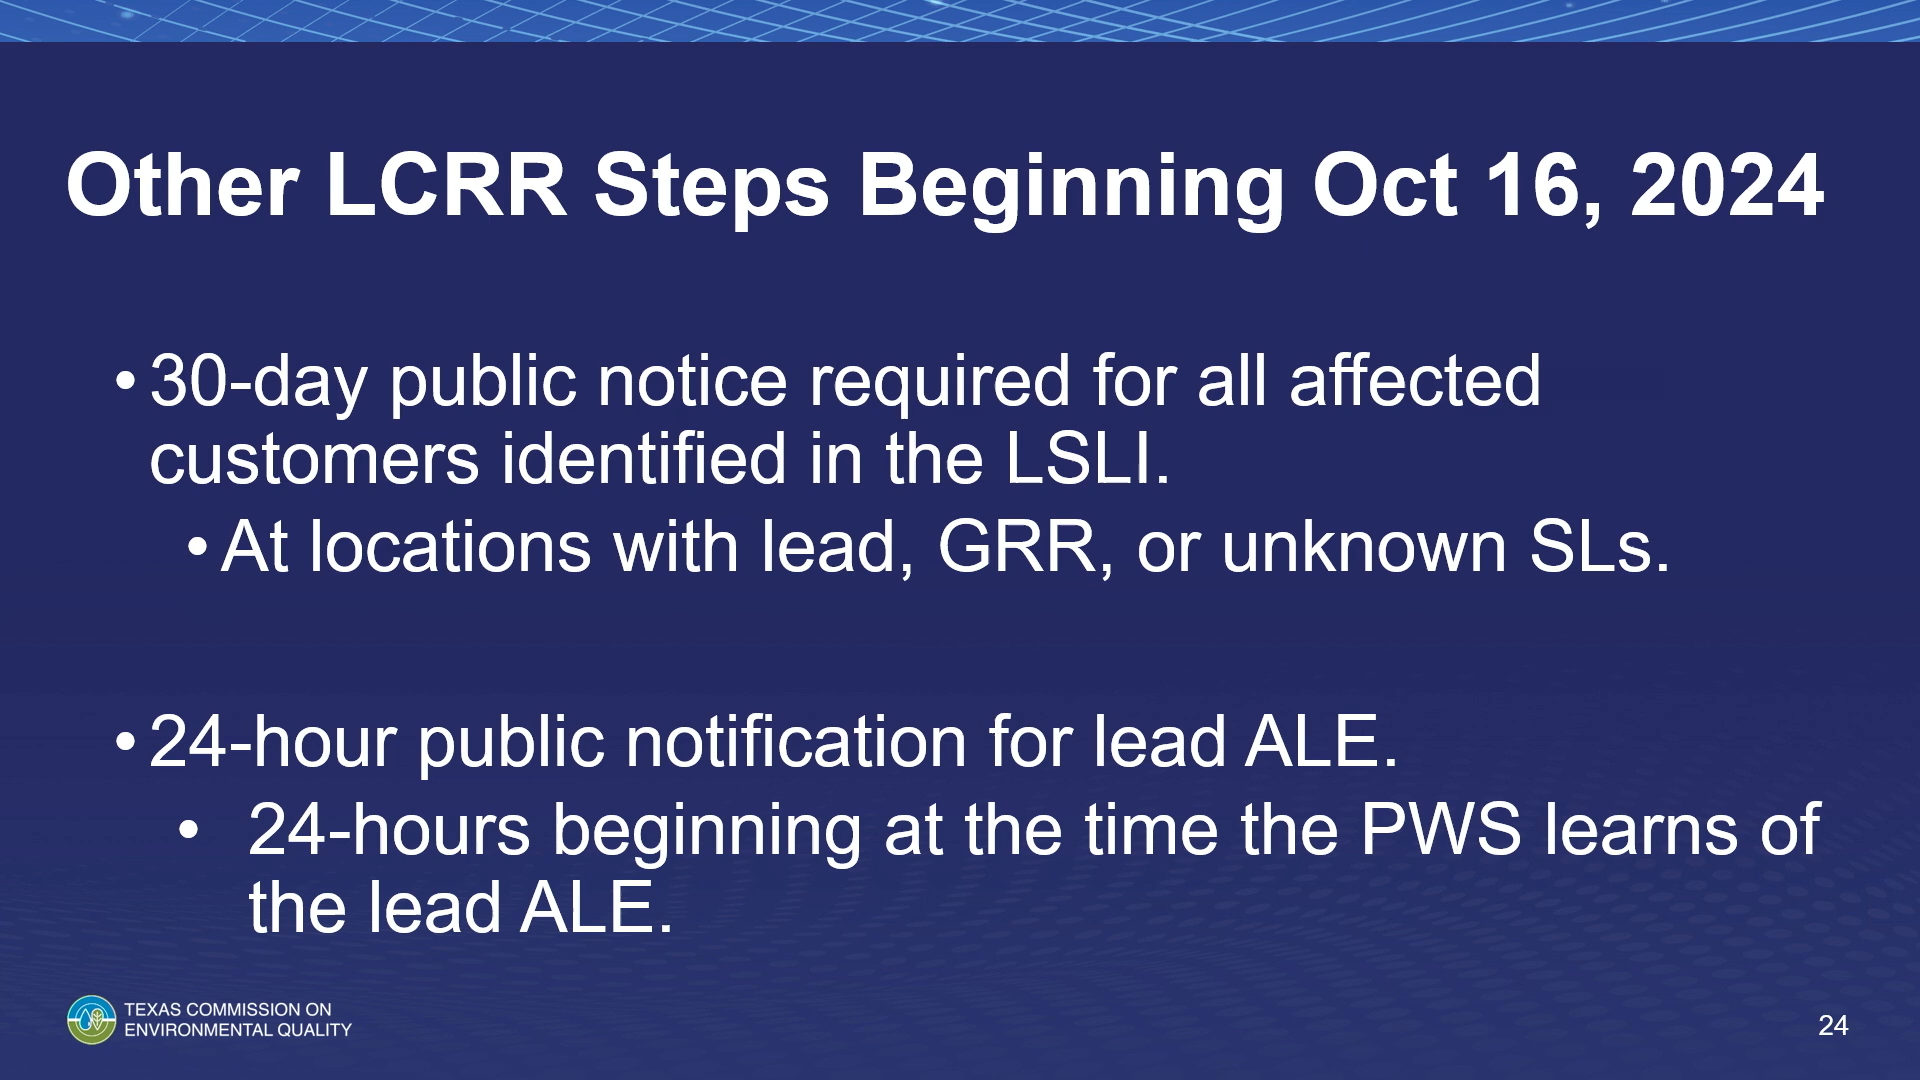 Other LCRR Steps Beginning Oct 16, 2024
• 30-day public notice required for all affected
customers identified in the LSLI.
• At locations with lead, GRR, or unknown SLs.
• 24-hour public notification for lead ALE.
• 24-hours beginning at the time the PWS learns of
the lead ALE.
TEXAS COMMISSION ON
ENVIRONMENTAL QUALITY
24